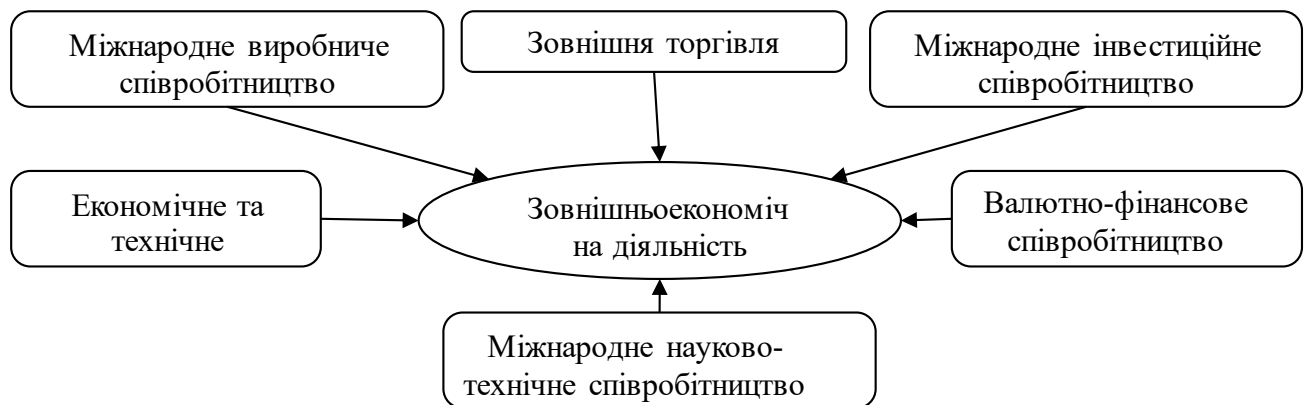 Міжнародне виробниче
співробітництво
Зовнішня торгівля
Міжнародне інвестиційне
співробітництво
Економічне та
технічне
Зовнішньоекономіч
на діяльність
Валютно-фінансове
співробітництво
Міжнародне науково-
технічне співробітництво